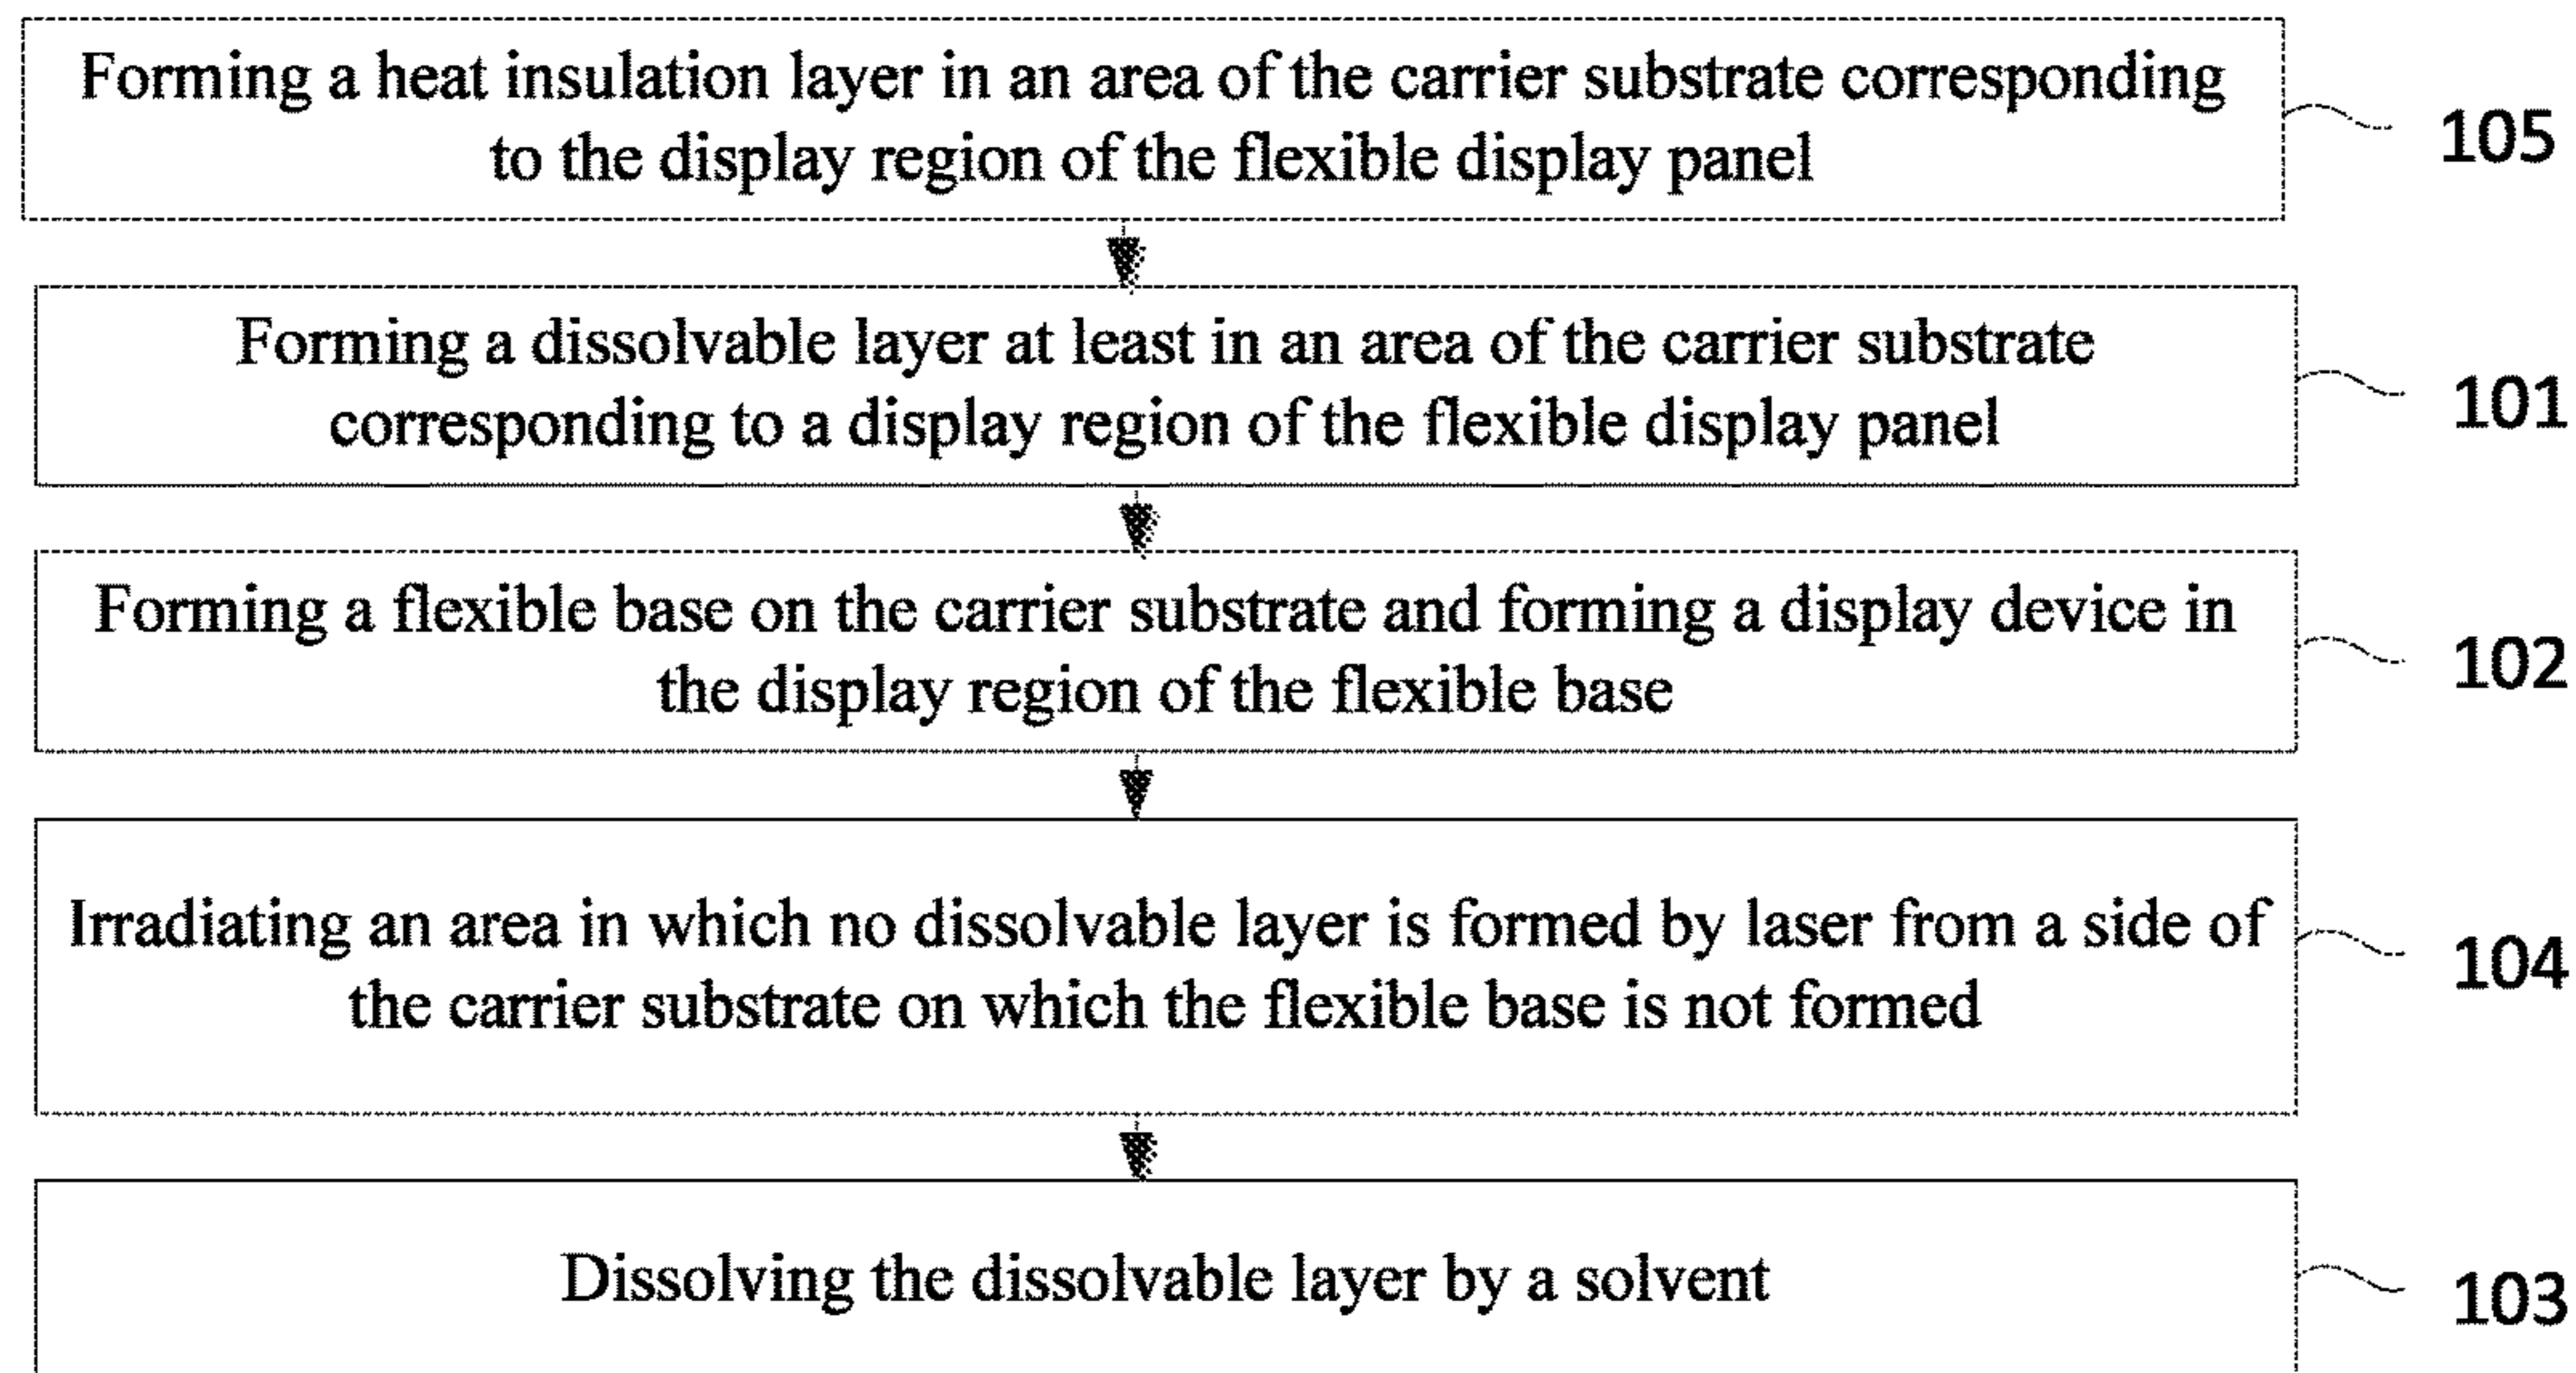 Forming a heat insulation layer in an area of the carrier substrate corresponding
to the display region of the flexible display panel
105
Forming a dissolvable layer at least in an area of the carrier substrate
corresponding to a display region of the flexible display panel
101
Forming a flexible base on the carrier substrate and forming a display device in
the display region of the flexible base
102
Irradiating an area in which no dissolvable layer is formed by laser from a side of
the carrier substrate on which the flexible base is not formed
104
Dissolving the dissolvable layer by a solvent
103